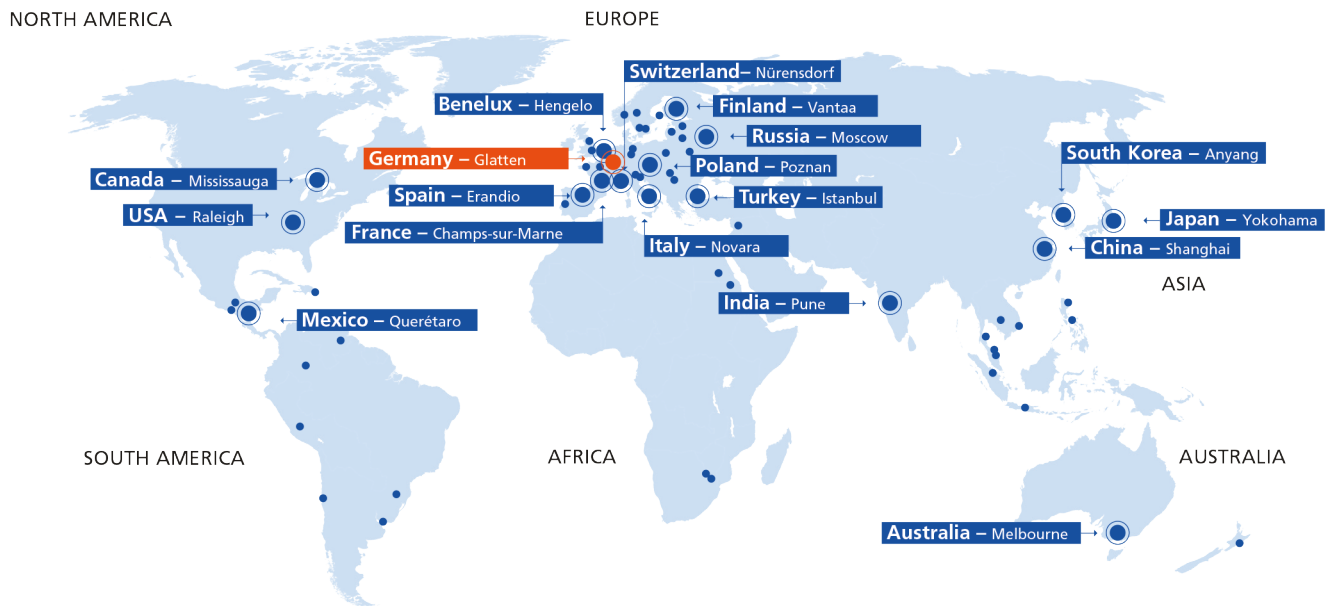 NORTH AMERICA
EUROPE
Switzerland– Nürensdorf
Benelux – Hengelo
Finland – Vantaa
Russia – Moscow
Germany – Glatten
South Korea – Anyang
Poland – Poznan
Canada – Mississauga
Spain – Erandio
Turkey – Istanbul
USA – Raleigh
Japan – Yokohama
France – Champs-sur-Marne
Italy – Novara
China – Shanghai
ASIA
India – Pune
Mexico – Querétaro
SOUTH AMERICA
AFRICA
AUSTRALIA
Australia – Melbourne